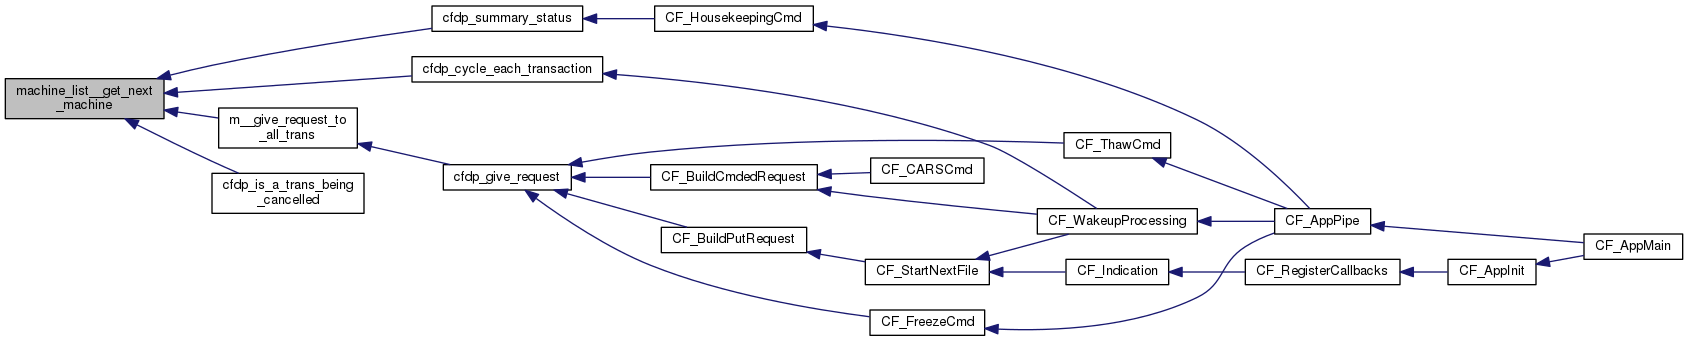 cfdp_summary_status
CF_HousekeepingCmd
cfdp_cycle_each_transaction
machine_list__get_next
_machine
m__give_request_to
_all_trans
CF_ThawCmd
cfdp_give_request
CF_BuildCmdedRequest
CF_CARSCmd
cfdp_is_a_trans_being
_cancelled
CF_WakeupProcessing
CF_AppPipe
CF_BuildPutRequest
CF_AppMain
CF_StartNextFile
CF_Indication
CF_RegisterCallbacks
CF_AppInit
CF_FreezeCmd